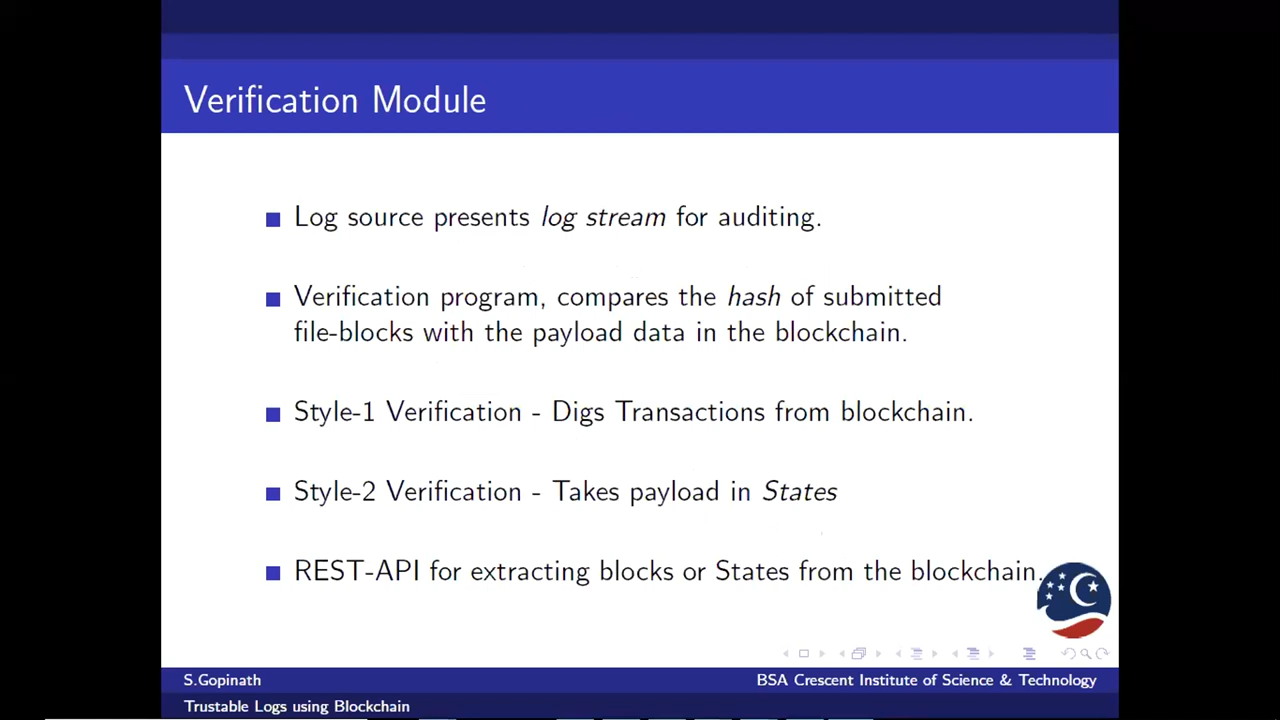 Verification Module
Log source presents log stream for auditing.
Verification program, compares the hash of submitted
file-blocks with the payload data in the blockchain.
Style-1 Verification - Digs Transactions from blockchain.
Style-2 Verification - Takes payload in States
REST-API for extracting blocks or States from the blockchain.
S.Gopinath
BSA Crescent Institute of Science & Technology
Trustable Logs using Blockchain